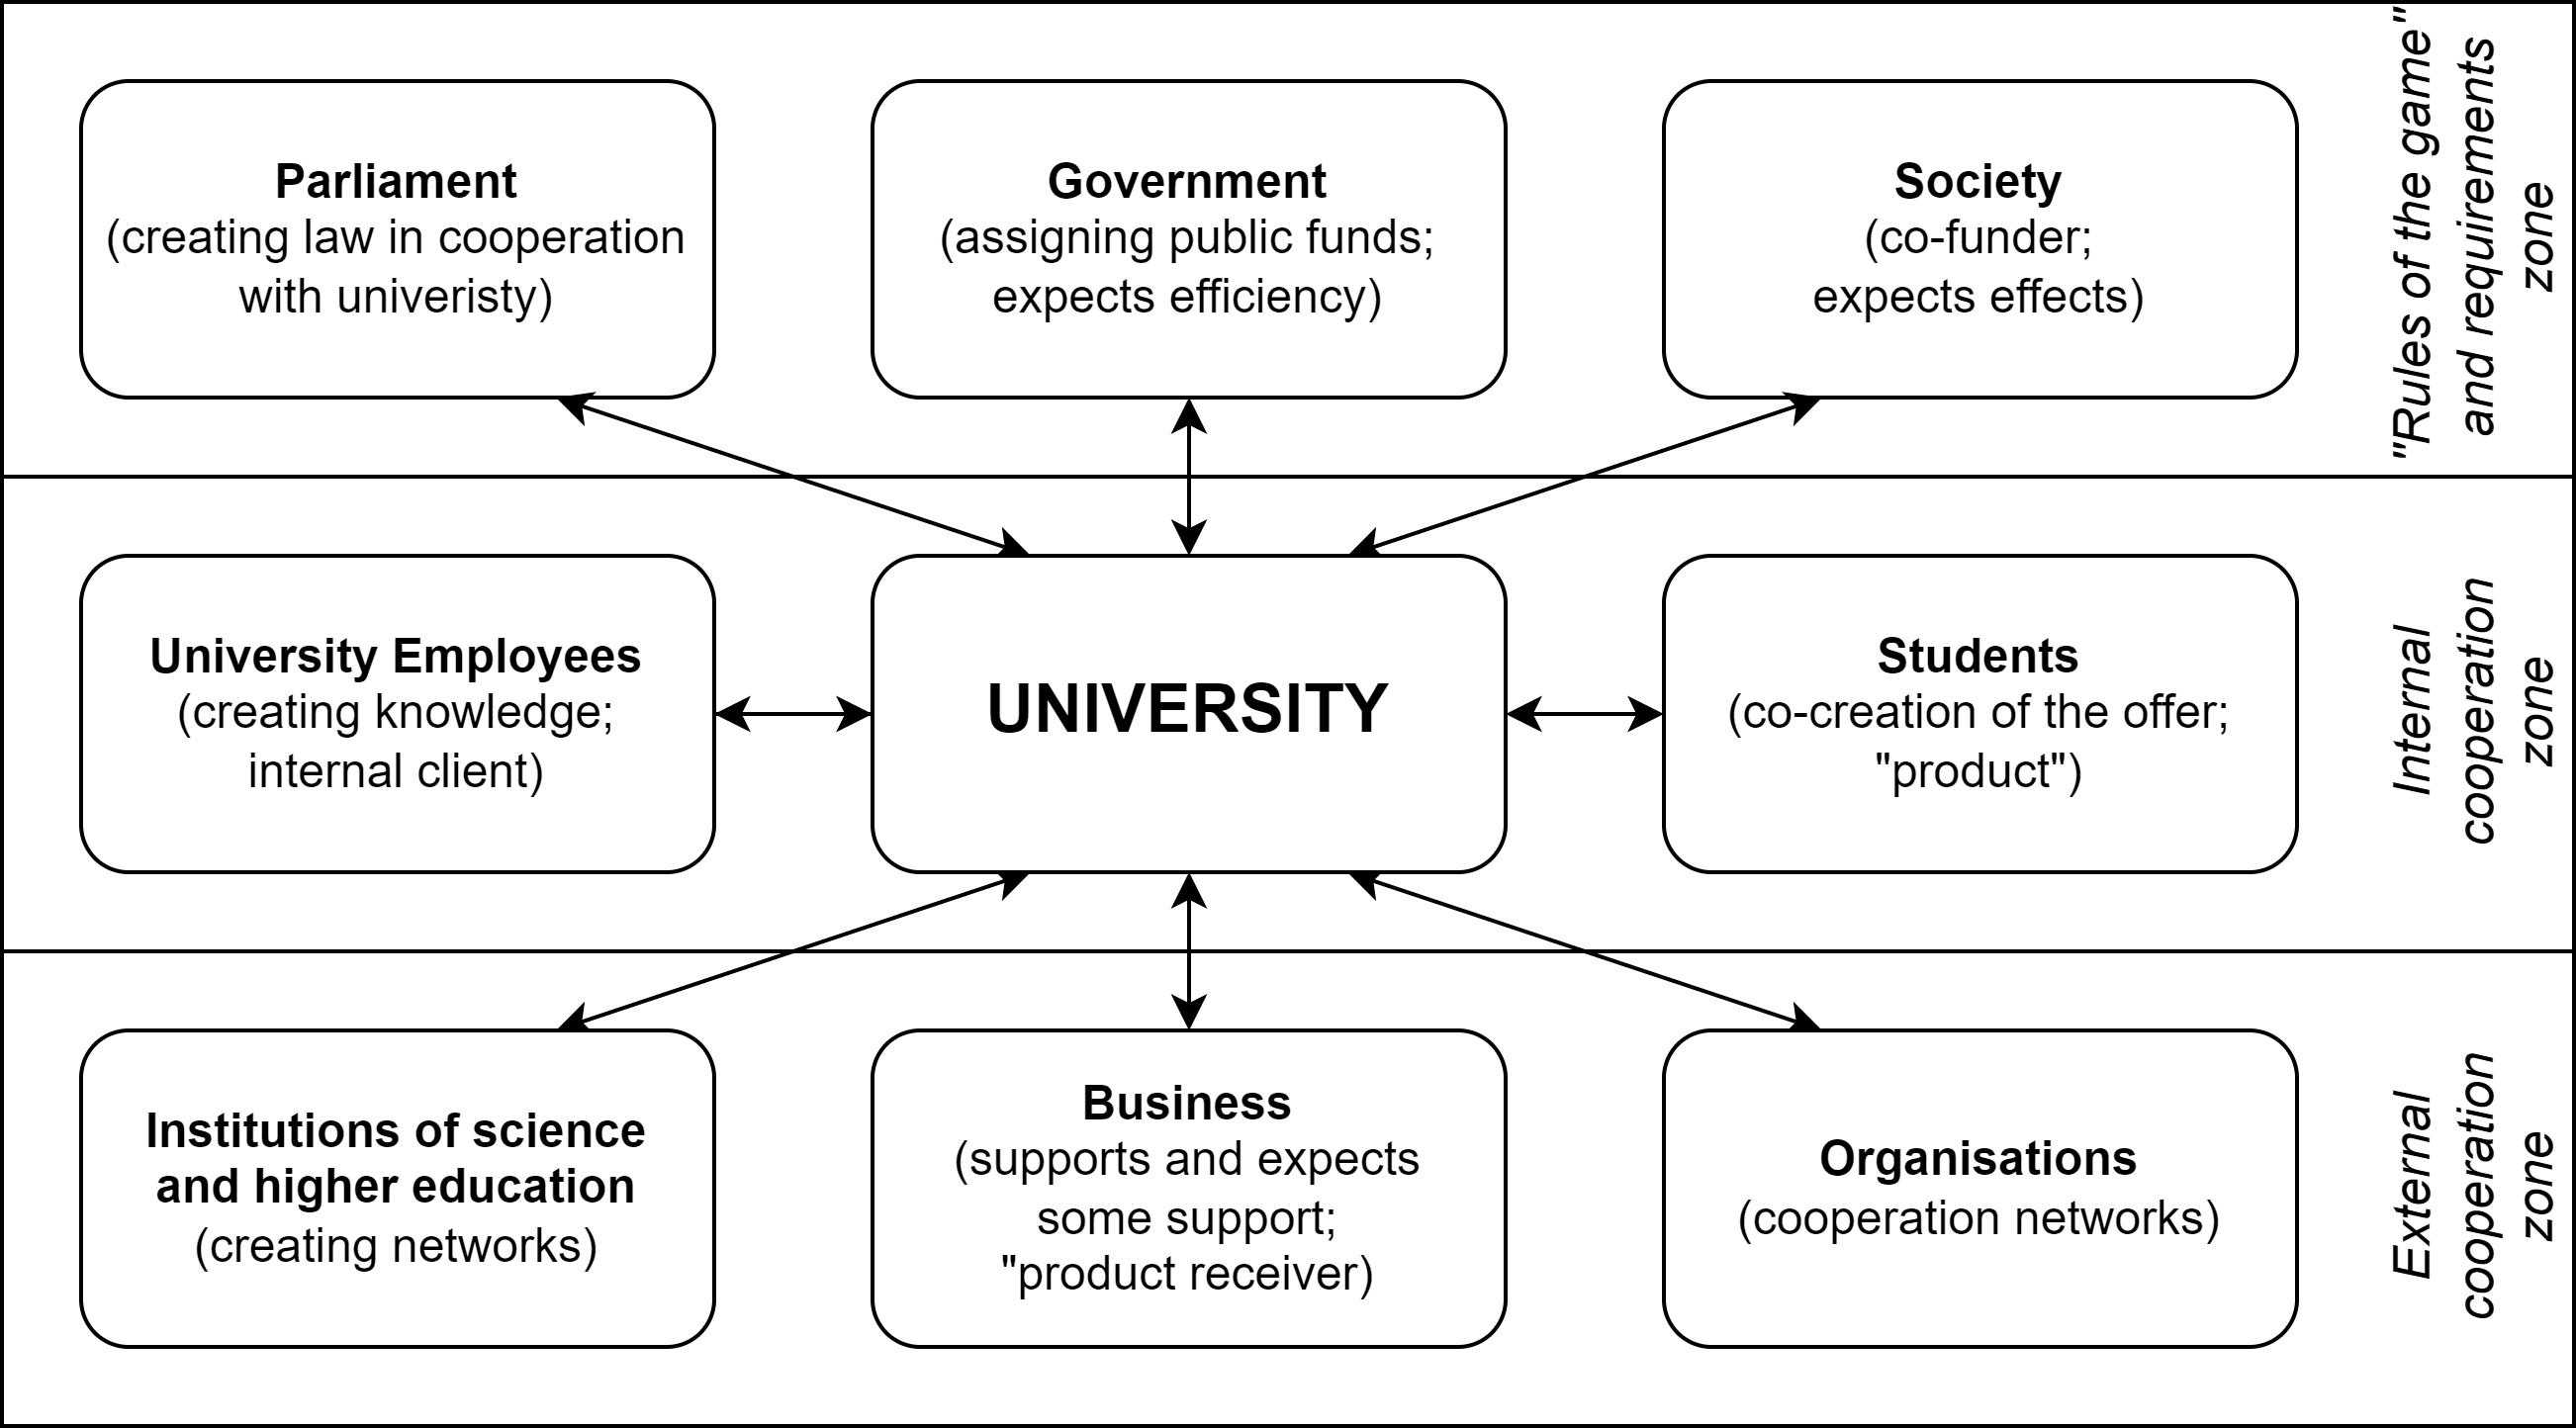 Parliament
(creating law in cooperation
with univeristy)
Government
(assigning public funds;
expects efficiency)
Society
(co-funder;
expects effects)
"Rules of the game"
and requirements
zone
University Employees
(creating knowledge;
internal client)
UNIVERSITY
Students
(co-creation of the offer;
"product")
Internal
cooperation
zone
Institutions of science
and higher education
(creating networks)
Business
(supports and expects
some support;
"product receiver)
Organisations
(cooperation networks)
External
cooperation
zone